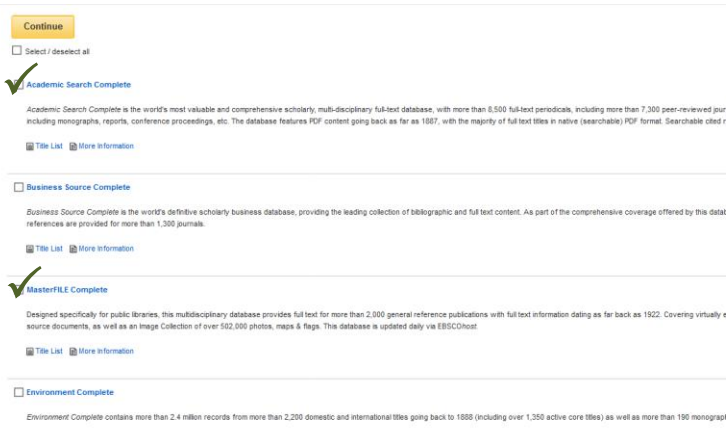 Continue
Select / deselect all
Academic Search Complete
Academic Search Complete is the world's most valuable and comprehensive scholarly, multi-disciplinary full-text database, with more than 8,500 full-text periodicals, including more than 7,300 peer-reviewed jour
including monographs, reports, conference proceedings, etc. The database features PDF content going back as far as 1887, with the majority of full text titles in native (searchable) PDF format. Searchable cited r
Title List More Information
Business Source Complete
Business Source Complete is the world's definitive scholarly business database, providing the leading collection of bibliographic and full text content. As part of the comprehensive coverage offered by this datab
references are provided for more than 1,300 journals.
Title List More Information
MasterFILE Complete
Designed specifically for public libraries, this multidisciplinary database provides full text for more than 2,000 general reference publications with full text information dating as far back as 1922. Covering virtually e
source documents, as well as an Image Collection of over 502,000 photos, maps & flags. This database is updated daily via EBSCOhost
Title List More Information
Environment Complete
Environment Complete contains more than 2.4 million records from more than 2,200 domestic and international titles going back to 1888 (including over 1,350 active core titles) as well as more than 190 monograph